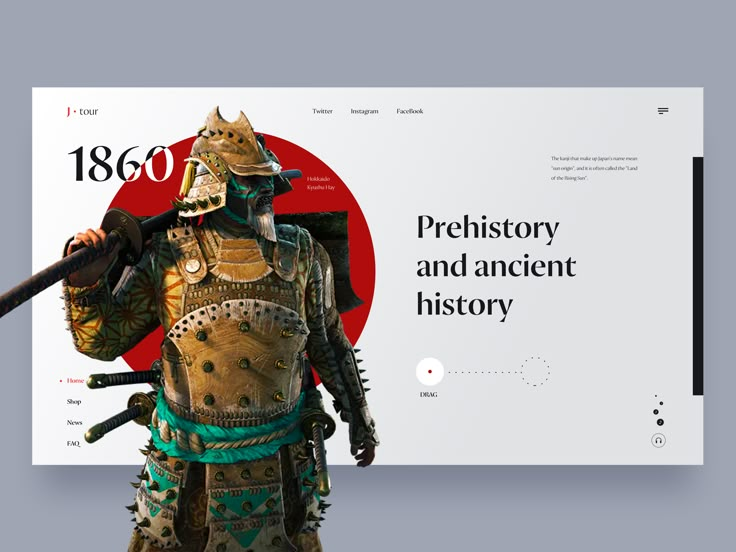 J • tour
Twitter Instagram FaceBook
1860
The kanji that make up Japan's name mean
"sun origin", and it is often called the "Land
of the Rising Sun".
Hokkaido
Kyushu
Prehistory
and ancient
history
DRAG
Home
Shop
News
FAQ